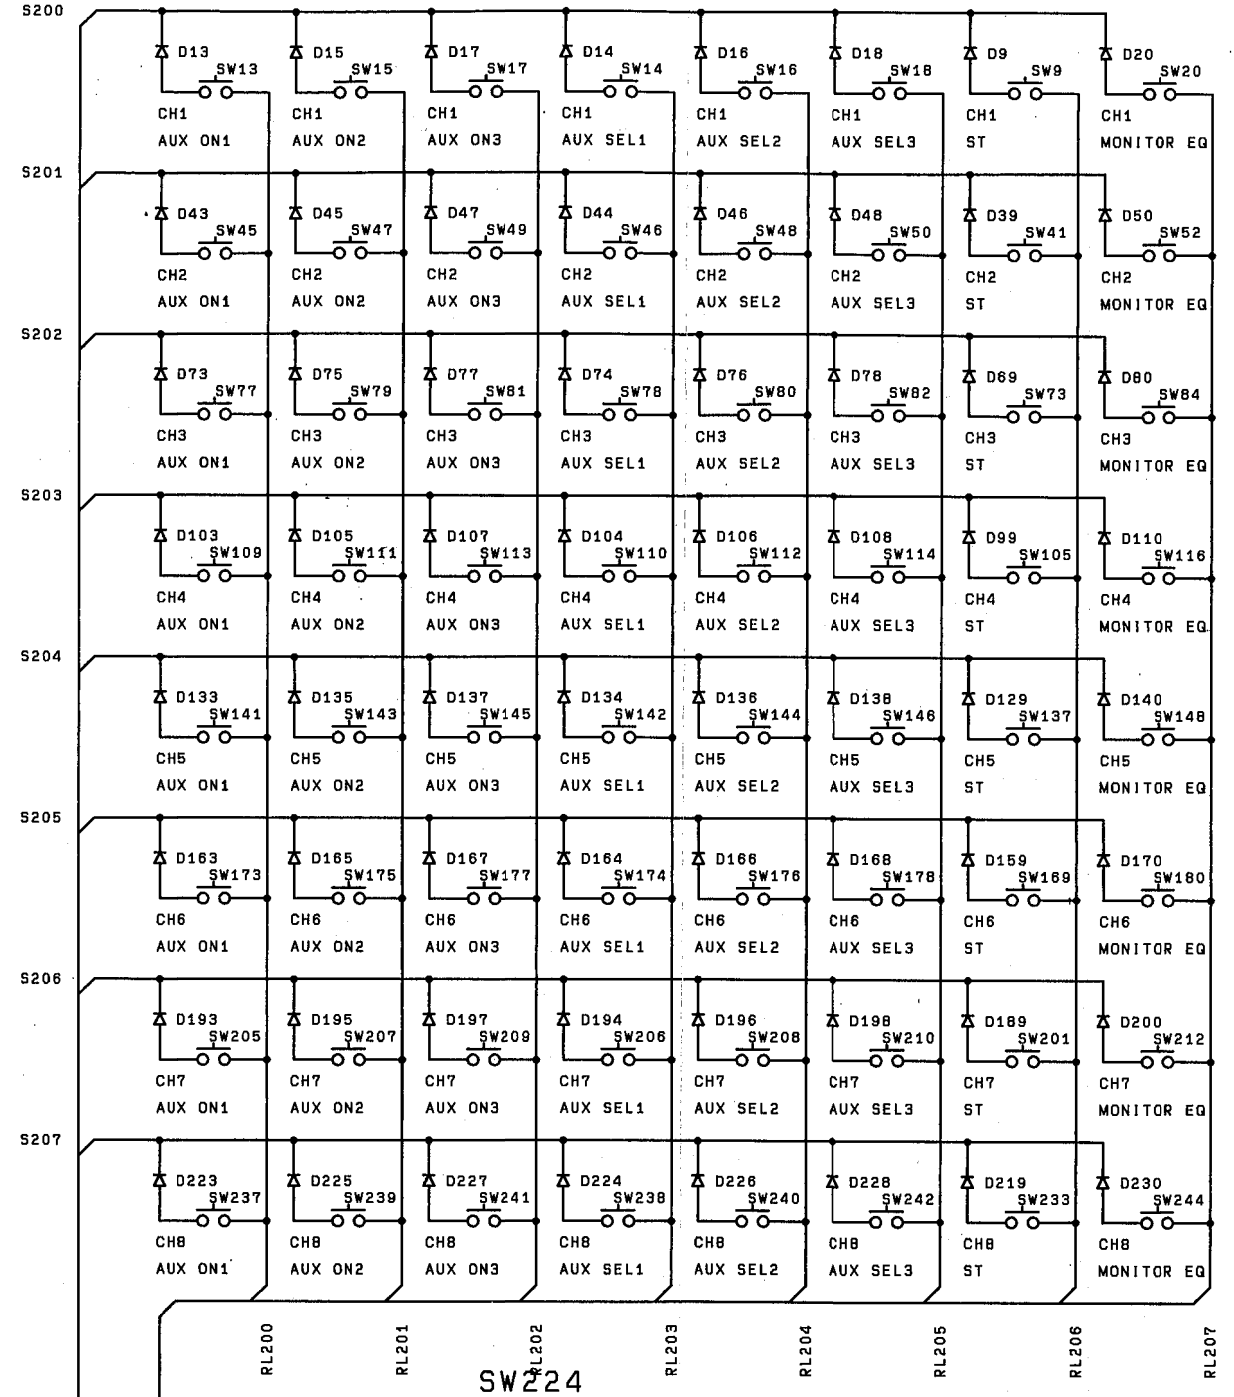 S200
D13 D15 D17 D14 D16 D18 D9 D20
SW13 SW15 SW17 SW14 SW16 SW18 SW9 SW20
CH1 CH1 CH1 CH1 CH1 CH1 CH1 CH1
AUX ON1 AUX ON2 AUX ON3 AUX SEL1 AUX SEL2 AUX SEL3 ST MONITOR EQ
S201
D43 D45 D47 D44 D46 D48 D39 D50
SW45 SW47 SW49 SW46 SW48 SW50 SW41 SW52
CH2 CH2 CH2 CH2 CH2 CH2 CH2 CH2
AUX ON1 AUX ON2 AUX ON3 AUX SEL1 AUX SEL2 AUX SEL3 ST MONITOR EQ
S202
D73 D75 D77 D74 D76 D78 D69 D80
SW77 SW79 SW81 SW78 SW80 SW82 SW73 SW84
CH3 CH3 CH3 CH3 CH3 CH3 CH3 CH3
AUX ON1 AUX ON2 AUX ON3 AUX SEL1 AUX SEL2 AUX SEL3 ST MONITOR EQ
S203
D103 D105 D107 D104 D106 D108 D99 D110
SW109 SW111 SW113 SW110 SW112 SW114 SW105 SW116
CH4 CH4 CH4 CH4 CH4 CH4 CH4 CH4
AUX ON1 AUX ON2 AUX ON3 AUX SEL1 AUX SEL2 AUX SEL3 ST MONITOR EQ
S204
D133 D135 D137 D134 D136 D138 D129 D140
SW141 SW143 SW145 SW142 SW144 SW146 SW137 SW148
CH5 CH5 CH5 CH5 CH5 CH5 CH5 CH5
AUX ON1 AUX ON2 AUX ON3 AUX SEL1 AUX SEL2 AUX SEL3 ST MONITOR EQ
S205
D163 D165 D167 D164 D166 D168 D159 D170
SW173 SW175 SW177 SW174 SW176 SW178 SW169 SW180
CH6 CH6 CH6 CH6 CH6 CH6 CH6 CH6
AUX ON1 AUX ON2 AUX ON3 AUX SEL1 AUX SEL2 AUX SEL3 ST MONITOR EQ
S206
D193 D195 D197 D194 D196 D198 D189 D200
SW205 SW207 SW209 SW206 SW208 SW210 SW201 SW212
CH7 CH7 CH7 CH7 CH7 CH7 CH7 CH7
AUX ON1 AUX ON2 AUX ON3 AUX SEL1 AUX SEL2 AUX SEL3 ST MONITOR EQ
S207
D223 D225 D227 D224 D226 D228 D219 D230
SW237 SW239 SW241 SW238 SW240 SW242 SW233 SW244
CH8 CH8 CH8 CH8 CH8 CH8 CH8 CH8
AUX ON1 AUX ON2 AUX ON3 AUX SEL1 AUX SEL2 AUX SEL3 ST MONITOR EQ
RL200 RL201 RL202 RL203 RL204 RL205 RL206 RL207
SW224